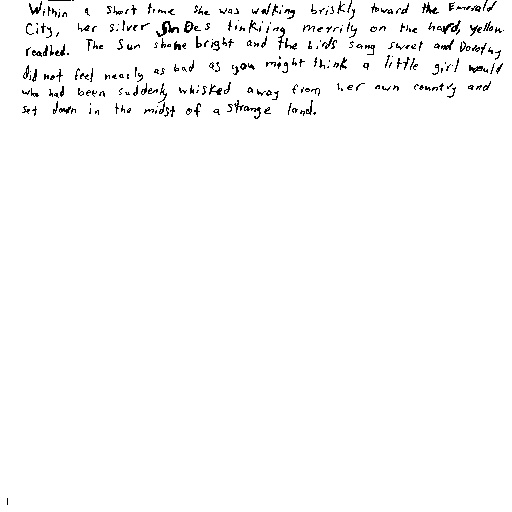 Within a short time she was walking briskly toward the Emerald
City, her silver Shoes tinkiing merrily on the hard, yellow
roadbed. The Sun shone bright and the birds sang sweet and Dorothy
did not feel nearly as bad as you might think a little girl would
who had been suddenly whisked away from her own country and
set down in the midst of a strange land.